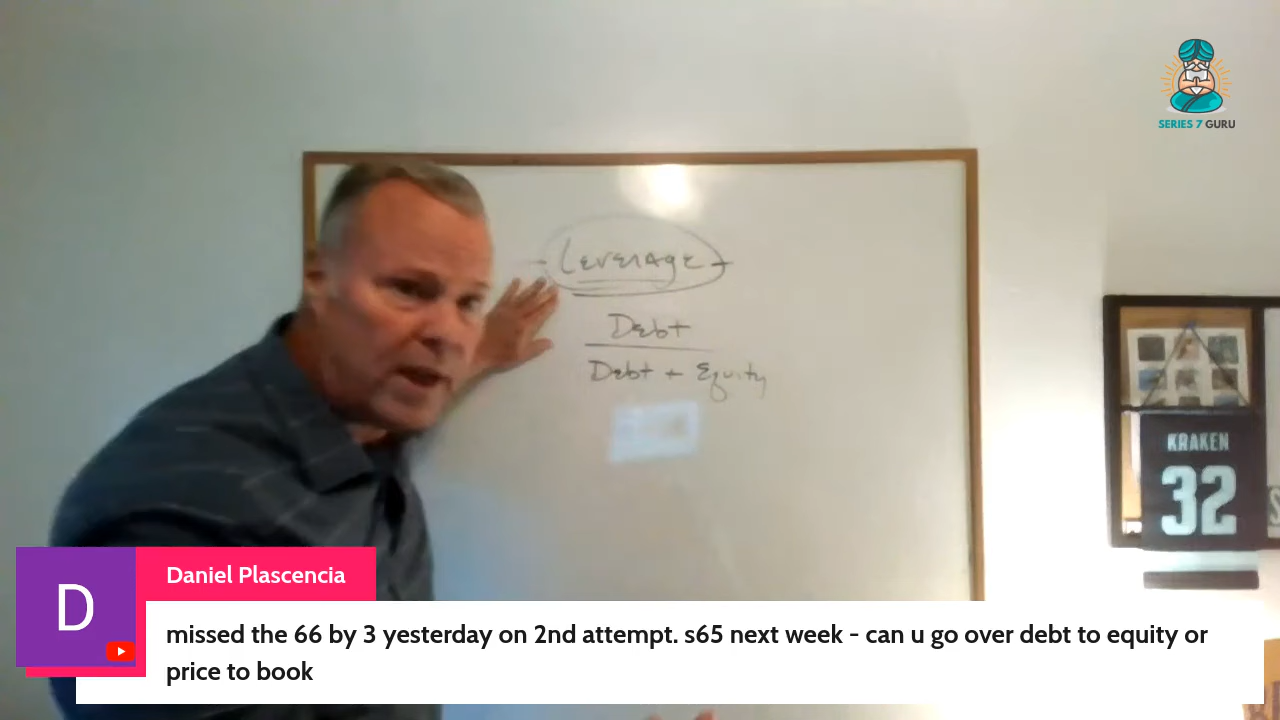 SERIES 7 GURU
Leverage
Debt
Debt + Equity
KRAKEN
32
D
Daniel Plascencia
missed the 66 by 3 yesterday on 2nd attempt. s65 next week - can u go over debt to equity or
price to book